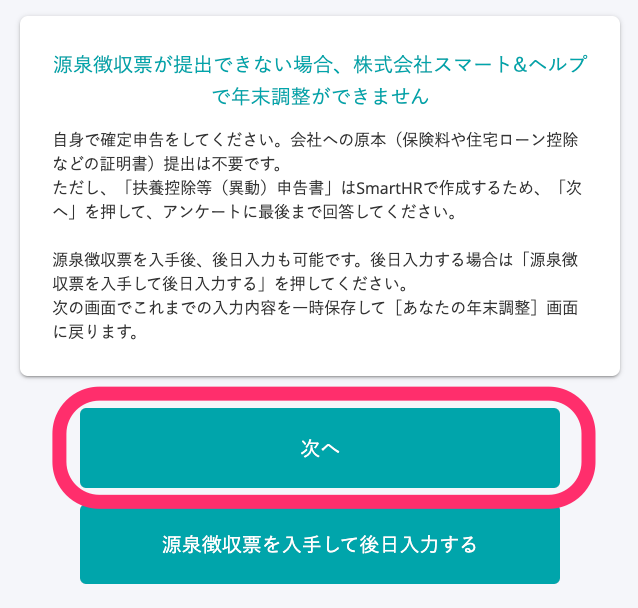 源泉徴収票が提出できない場合、株式会社スマート&ヘルプ
で年末調整ができません
自身で確定申告をしてください。会社への原本（保険料や住宅ローン控除
などの証明書）提出は不要です。
ただし、「扶養控除等（異動）申告書」はSmartHRで作成するため、「次
へ」を押して、アンケートに最後まで回答してください。
源泉徴収票を入手後、後日入力も可能です。後日入力する場合は「源泉徴
収票を入手して後日入力する」を押してください。
次の画面でこれまでの入力内容を一時保存して［あなたの年末調整］画面
に戻ります。
次へ
源泉徴収票を入手して後日入力する